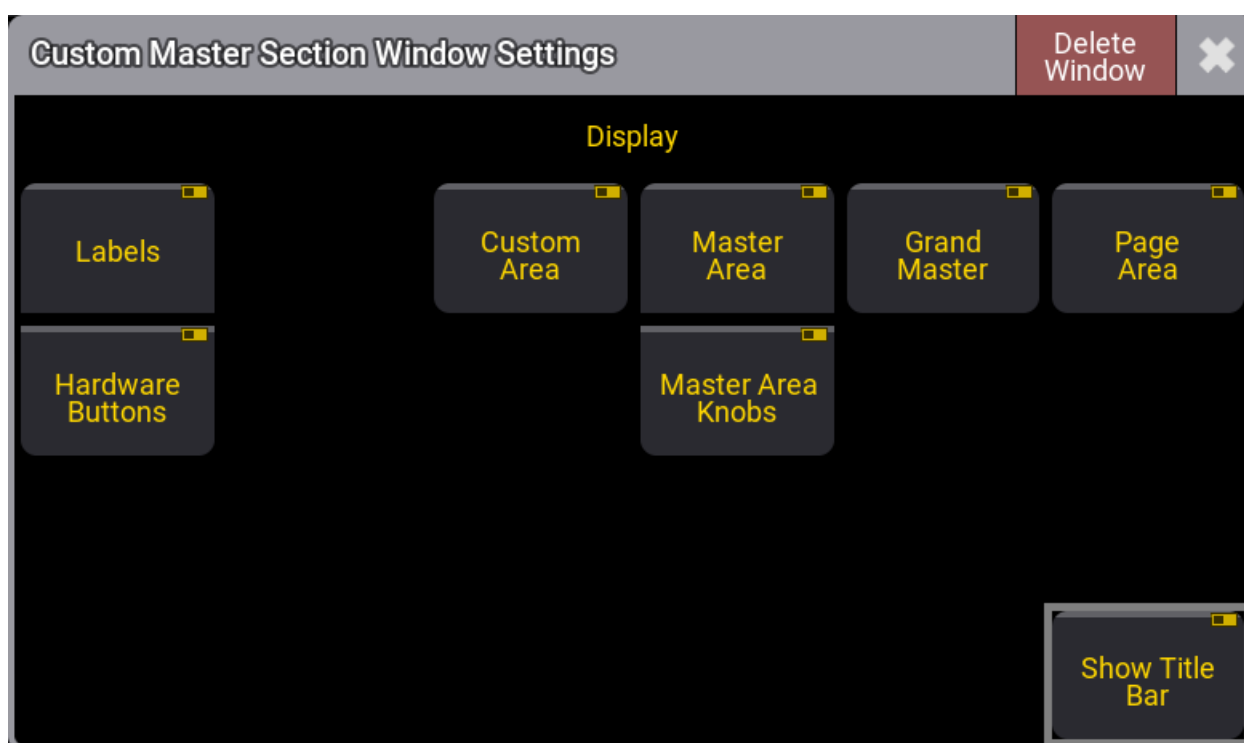 Custom Master Section Window Settings
Delete
Window
Display
Labels
Custom
Area
Master
Area
Grand
Master
Page
Area
Hardware
Buttons
Master Area
Knobs
Show Title
Bar